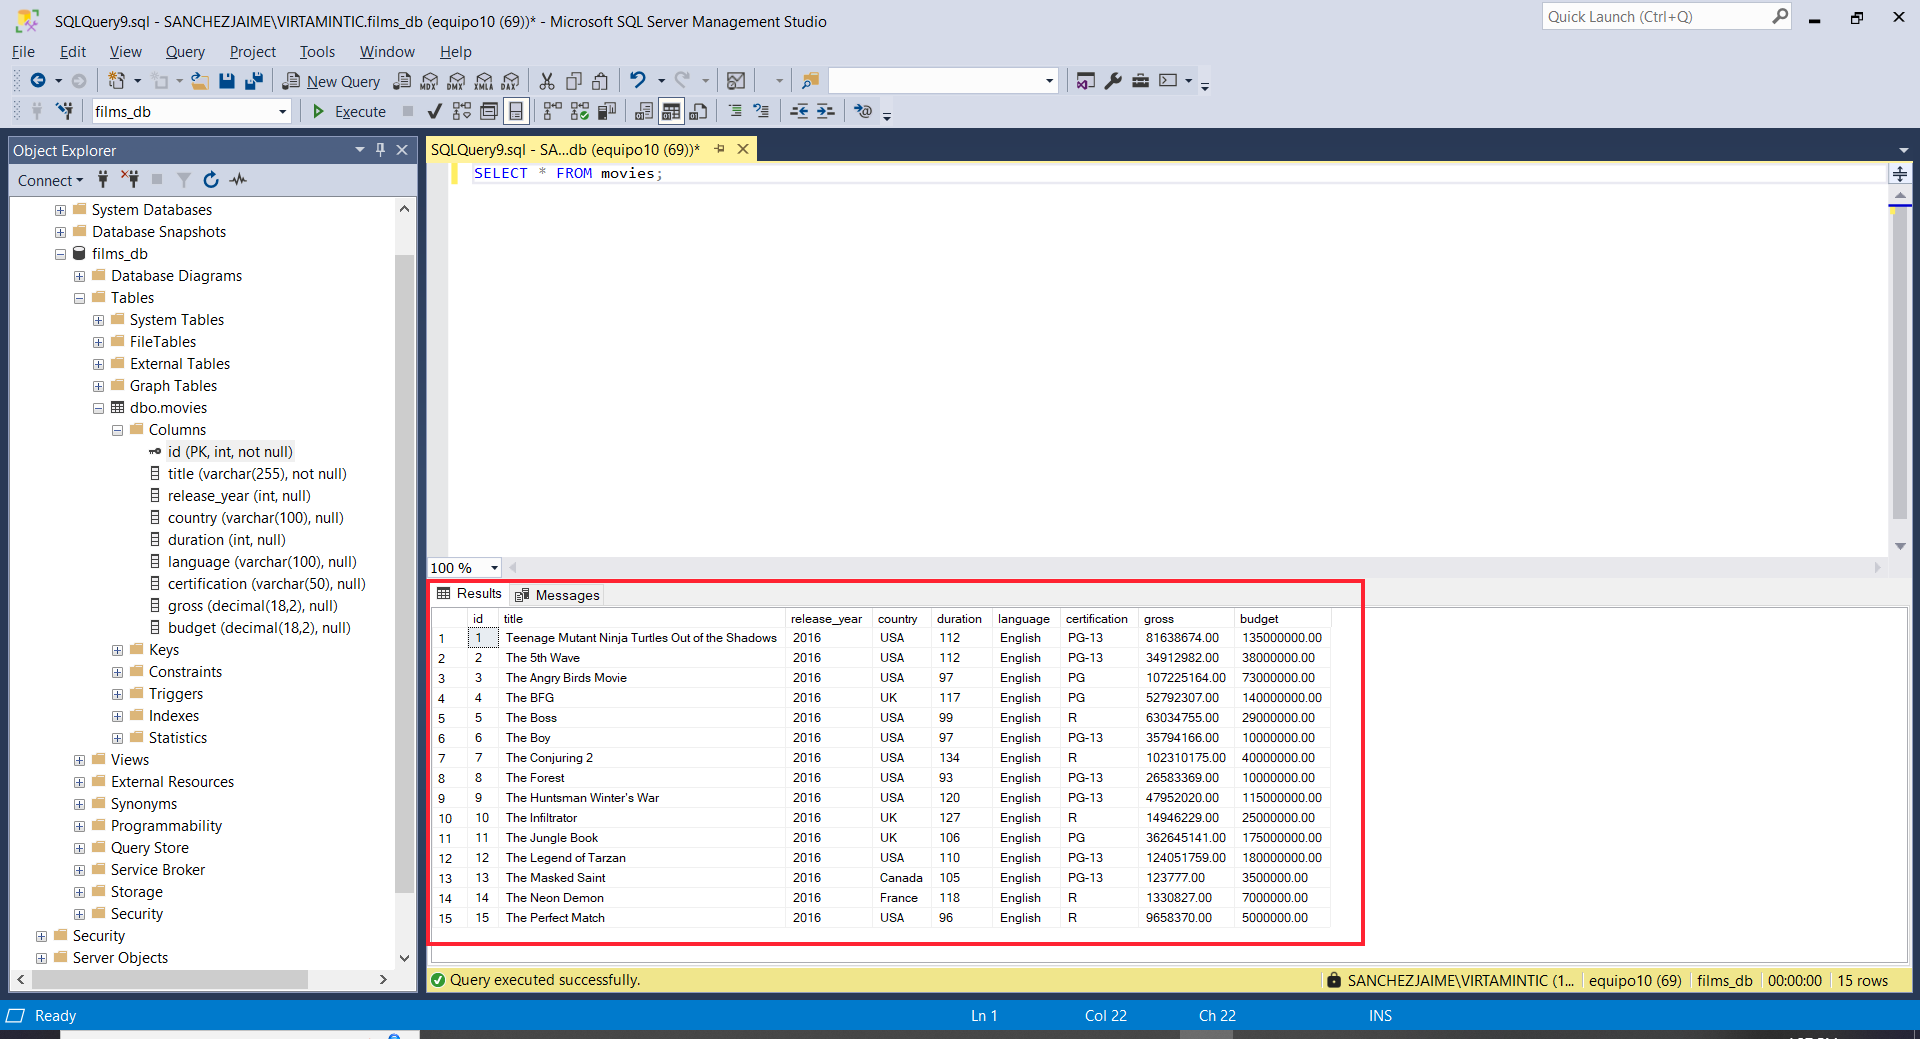 SQLQuery9.sql - SANCHEZJAIME\VIRTAMINTIC.films_db (equipo10 (69))* - Microsoft SQL Server Management Studio
Quick Launch (Ctrl+Q)
File Edit View Query Project Tools Window Help
New Query MDX DMX XMLA DAX
films_db Execute
Object Explorer
Connect
System Databases
Database Snapshots
films_db
Database Diagrams
Tables
System Tables
FileTables
External Tables
Graph Tables
dbo.movies
Columns
id (PK, int, not null)
title (varchar(255), not null)
release_year (int, null)
country (varchar(100), null)
duration (int, null)
language (varchar(100), null)
certification (varchar(50), null)
gross (decimal(18,2), null)
budget (decimal(18,2), null)
Keys
Constraints
Triggers
Indexes
Statistics
Views
External Resources
Synonyms
Programmability
Query Store
Service Broker
Storage
Security
Security
Server Objects
SQLQuery9.sql - SA...db (equipo10 (69))*
SELECT * FROM movies;
100 %
Results Messages
id title release_year country duration language certification gross budget
1 1 Teenage Mutant Ninja Turtles Out of the Shadows 2016 USA 112 English PG-13 81638674.00 135000000.00
2 2 The 5th Wave 2016 USA 112 English PG-13 34912982.00 38000000.00
3 3 The Angry Birds Movie 2016 USA 97 English PG 107225164.00 73000000.00
4 4 The BFG 2016 UK 117 English PG 52792307.00 140000000.00
5 5 The Boss 2016 USA 99 English R 63034755.00 29000000.00
6 6 The Boy 2016 USA 97 English PG-13 35794166.00 10000000.00
7 7 The Conjuring 2 2016 USA 134 English R 102310175.00 40000000.00
8 8 The Forest 2016 USA 93 English PG-13 26583369.00 10000000.00
9 9 The Huntsman Winter's War 2016 USA 120 English PG-13 47952020.00 115000000.00
10 10 The Infiltrator 2016 UK 127 English R 14946229.00 25000000.00
11 11 The Jungle Book 2016 UK 106 English PG 362645141.00 175000000.00
12 12 The Legend of Tarzan 2016 USA 110 English PG-13 124051759.00 180000000.00
13 13 The Masked Saint 2016 Canada 105 English PG-13 123777.00 3500000.00
14 14 The Neon Demon 2016 France 118 English R 1330827.00 7000000.00
15 15 The Perfect Match 2016 USA 96 English R 9658370.00 5000000.00
Query executed successfully. SANCHEZJAIME\VIRTAMINTIC (1... equipo10 (69) films_db 00:00:00 15 rows
Ready Ln 1 Col 22 Ch 22 INS